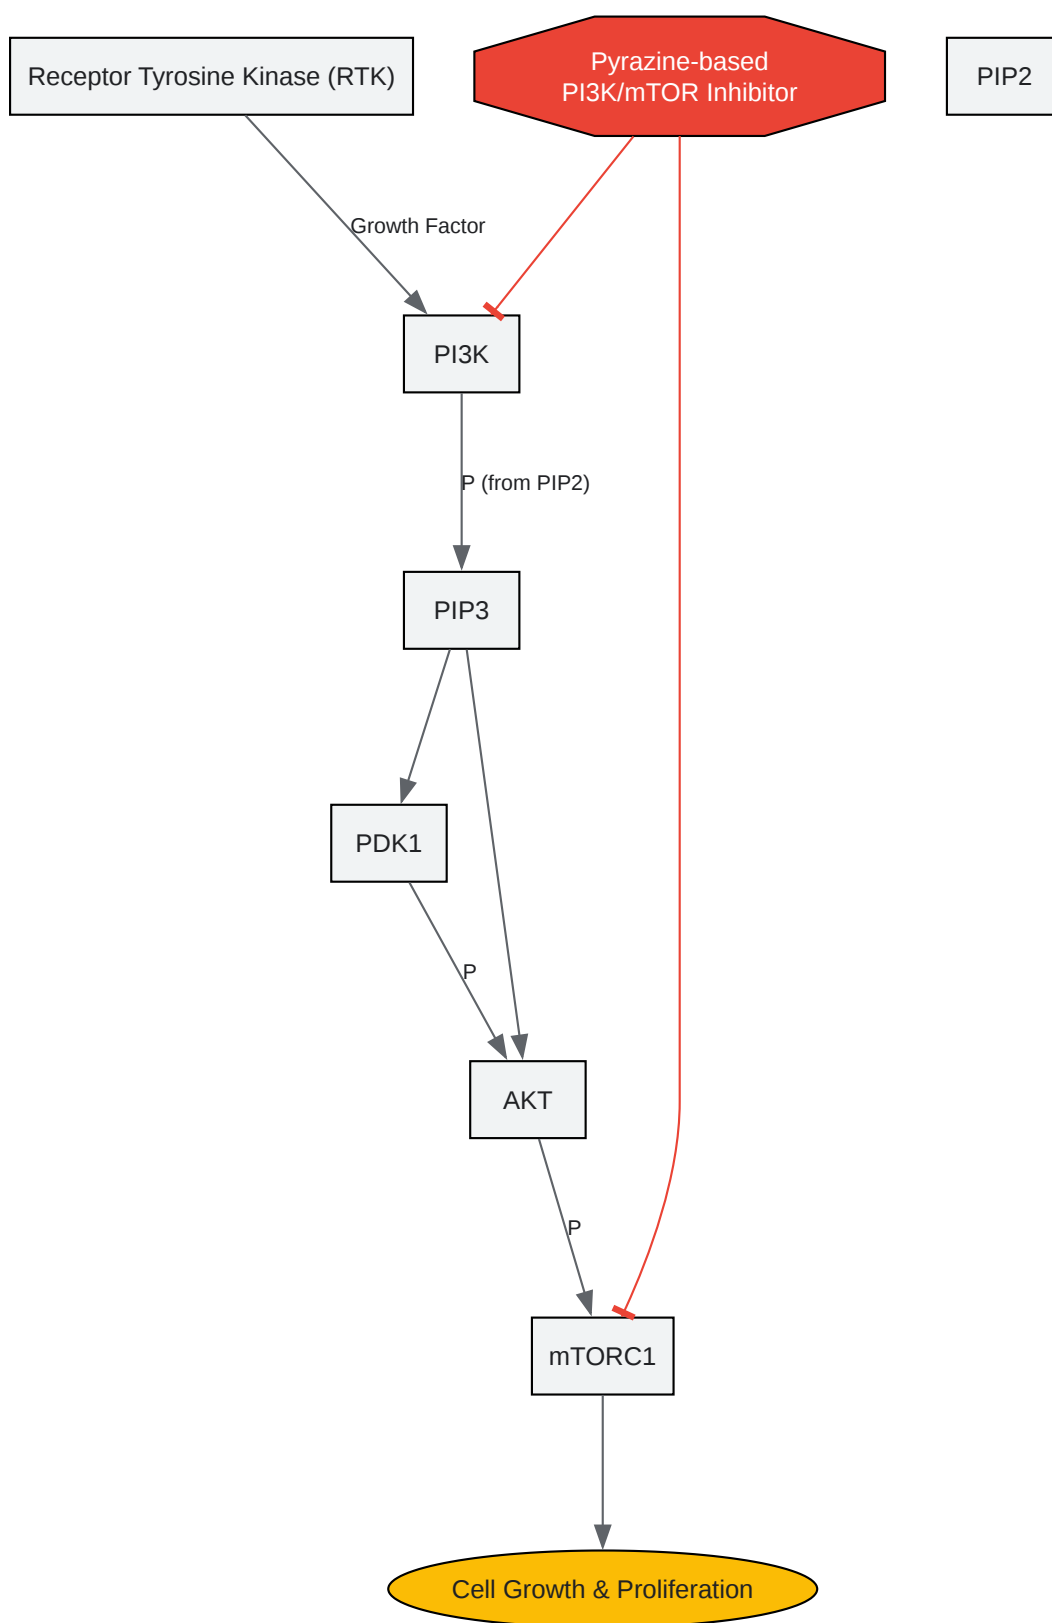 Receptor Tyrosine Kinase (RTK)
Pyrazine-based
PI3K/mTOR Inhibitor
PIP2
Growth Factor
PI3K
P (from PIP2)
PIP3
PDK1
P
AKT
P
mTORC1
Cell Growth & Proliferation